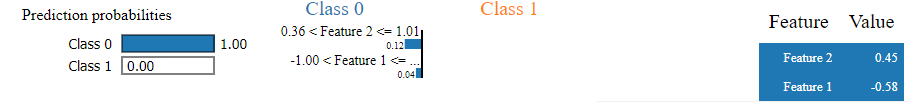 Prediction probabilities
Class 0 1.00
Class 1 0.00
Class 0 Class 1
0.36 < Feature 2 <= 1.01
0.12
-1.00 < Feature 1 <= ...
0.04
Feature Value
Feature 2 0.45
Feature 1 -0.58